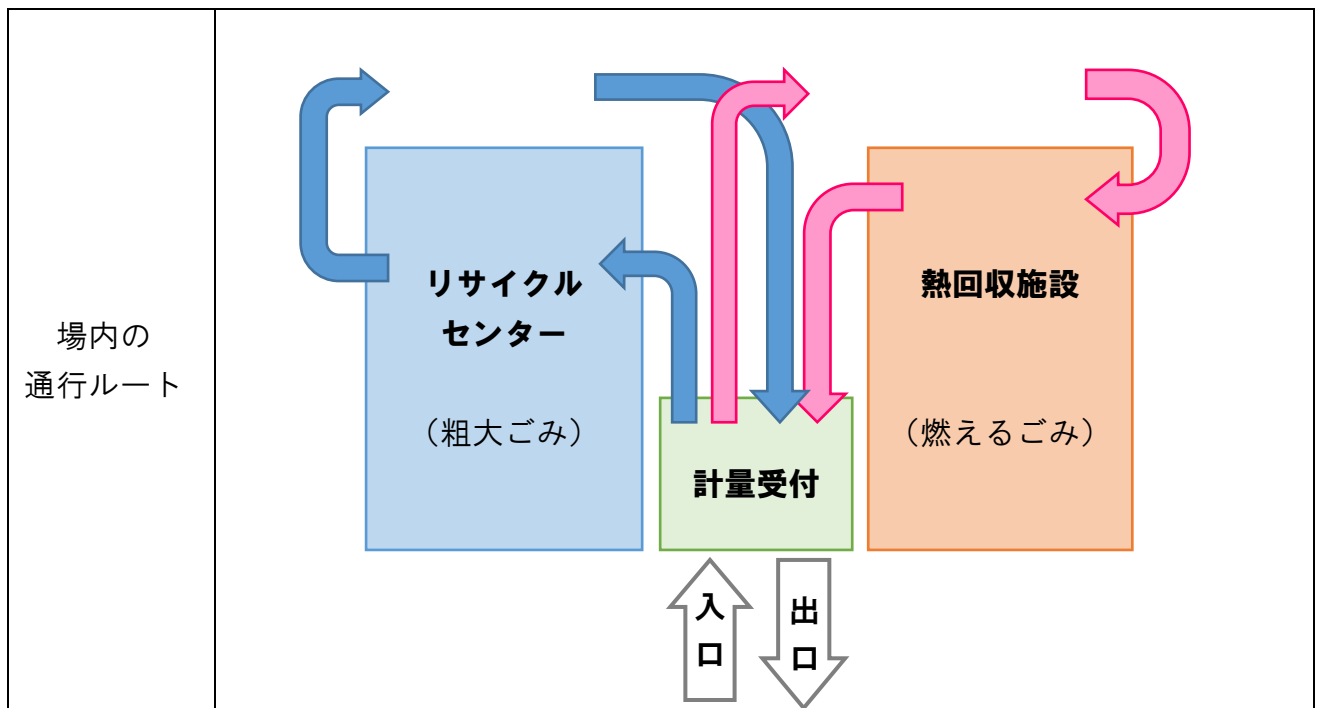 場内の
通行ルート
リサイクル
センター
（粗大ごみ）
計量受付
熱回収施設
（燃えるごみ）
入口
出口